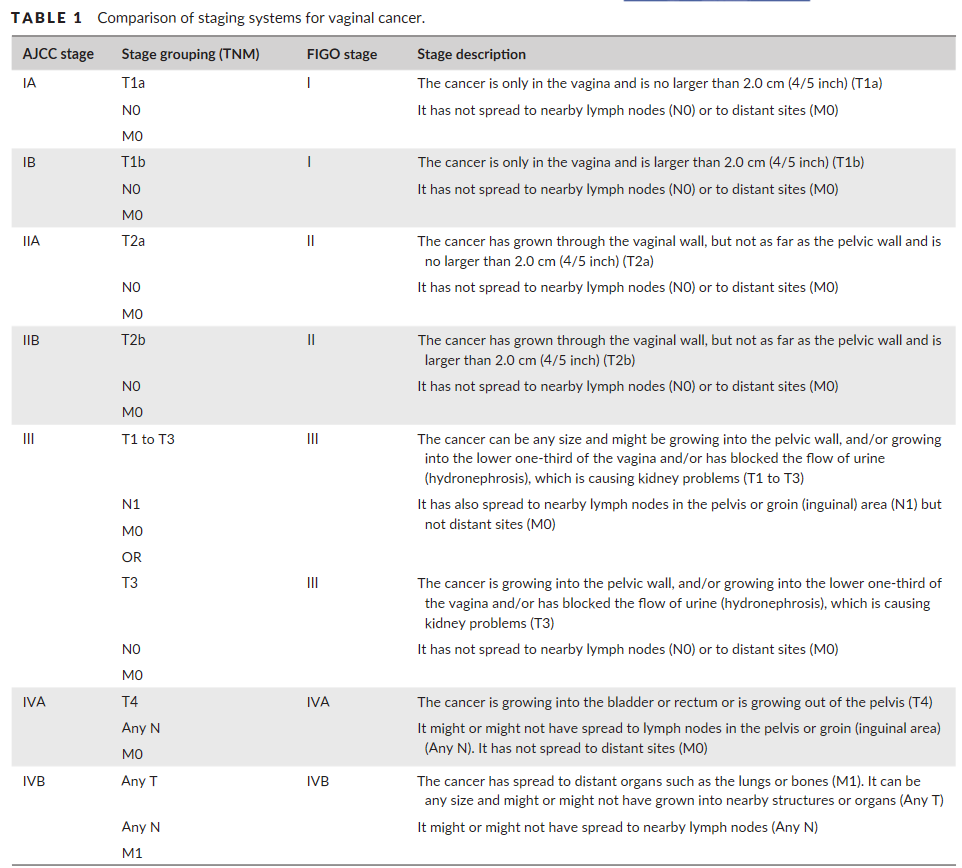 TABLE 1 Comparison of staging systems for vaginal cancer.
AJCC stage Stage grouping (TNM) FIGO stage Stage description
IA T1a I The cancer is only in the vagina and is no larger than 2.0 cm (4/5 inch) (T1a)
N0 It has not spread to nearby lymph nodes (N0) or to distant sites (M0)
M0
IB T1b I The cancer is only in the vagina and is larger than 2.0 cm (4/5 inch) (T1b)
N0 It has not spread to nearby lymph nodes (N0) or to distant sites (M0)
M0
IIA T2a II The cancer has grown through the vaginal wall, but not as far as the pelvic wall and is
no larger than 2.0 cm (4/5 inch) (T2a)
N0 It has not spread to nearby lymph nodes (N0) or to distant sites (M0)
M0
IIB T2b II The cancer has grown through the vaginal wall, but not as far as the pelvic wall and is
larger than 2.0 cm (4/5 inch) (T2b)
N0 It has not spread to nearby lymph nodes (N0) or to distant sites (M0)
M0
III T1 to T3 III The cancer can be any size and might be growing into the pelvic wall, and/or growing
into the lower one-third of the vagina and/or has blocked the flow of urine
(hydronephrosis), which is causing kidney problems (T1 to T3)
N1 It has also spread to nearby lymph nodes in the pelvis or groin (inguinal) area (N1) but
not distant sites (M0)
M0
OR
T3 III The cancer is growing into the pelvic wall, and/or growing into the lower one-third of
the vagina and/or has blocked the flow of urine (hydronephrosis), which is causing
kidney problems (T3)
N0 It has not spread to nearby lymph nodes (N0) or to distant sites (M0)
M0
IVA T4 IVA The cancer is growing into the bladder or rectum or is growing out of the pelvis (T4)
Any N It might or might not have spread to lymph nodes in the pelvis or groin (inguinal area)
(Any N). It has not spread to distant sites (M0)
M0
IVB Any T IVB The cancer has spread to distant organs such as the lungs or bones (M1). It can be
any size and might or might not have grown into nearby structures or organs (Any T)
Any N It might or might not have spread to nearby lymph nodes (Any N)
M1